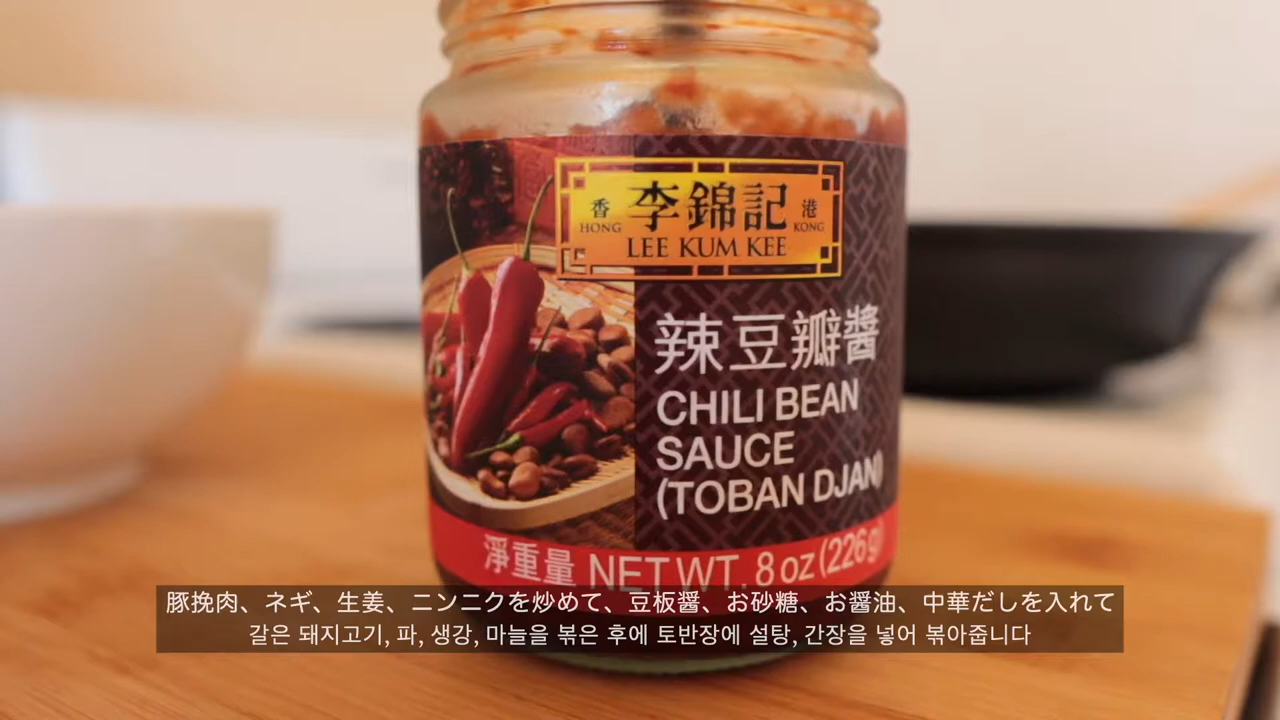 香 李錦記 港
HONG LEE KUM KEE KONG
辣豆瓣醬
CHILI BEAN
SAUCE
(TOBAN DJAN)
淨重量 NET WT. 8 oz (226g)
豚挽肉、ネギ、生姜、ニンニクを炒めて、豆板醤、お砂糖、お醤油、中華だしを入れて
갈은 돼지고기, 파, 생강, 마늘을 볶은 후에 토반장에 설탕, 간장을 넣어 볶아줍니다